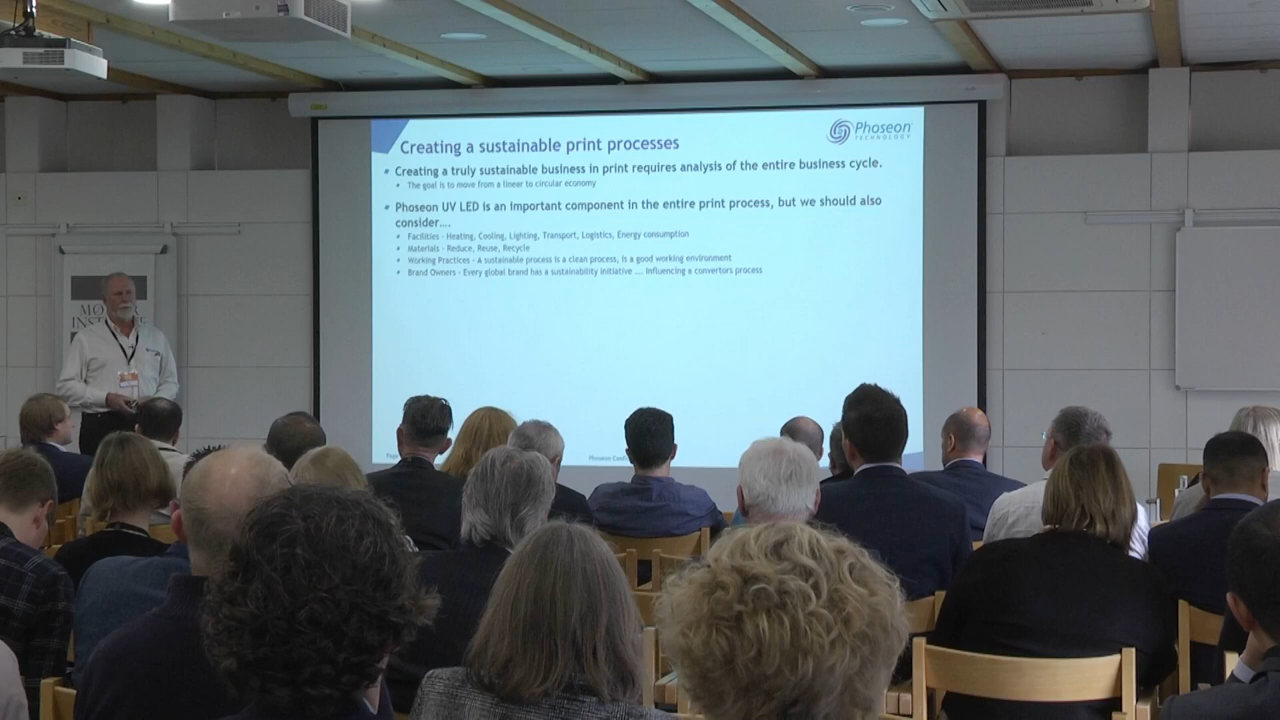 Creating a sustainable print processes
Phoseon
TECHNOLOGY
Creating a truly sustainable business in print requires analysis of the entire business cycle.
The goal is to move from a linear to circular economy
Phoseon UV LED is an important component in the entire print process, but we should also
consider....
Facilities - Heating, Cooling, Lighting, Transport, Logistics, Energy consumption
Materials - Reduce, Reuse, Recycle
Working Practices - A sustainable process is a clean process, is a good working environment
Brand Owners - Every global brand has a sustainability initiative .... Influencing a convertors process
Phoseon